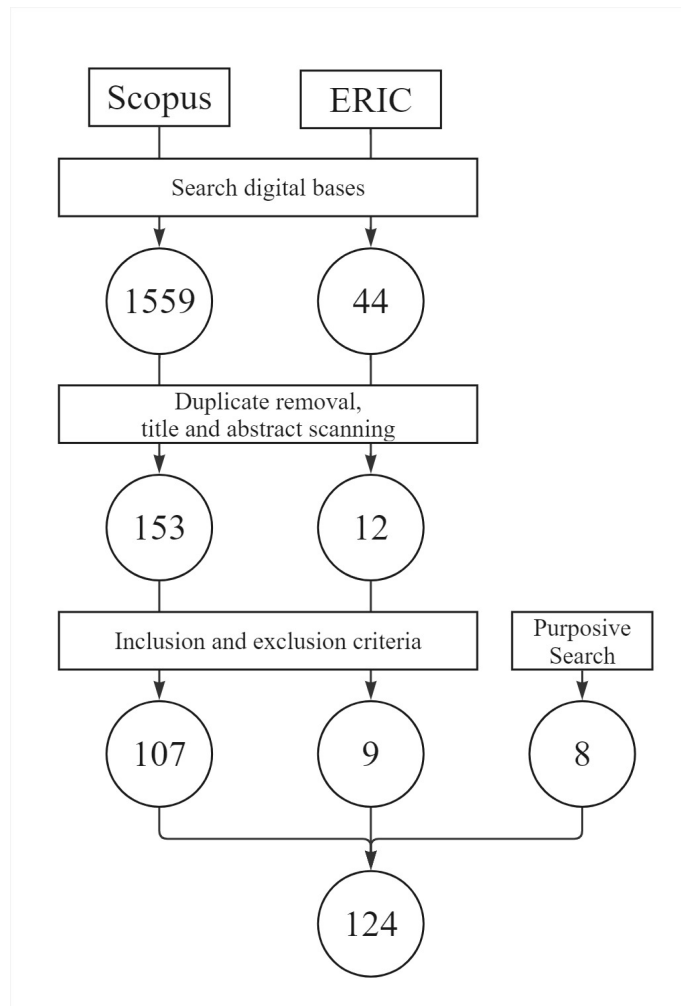 Scopus
ERIC
Search digital bases
1559
44
Duplicate removal,
title and abstract scanning
153
12
Inclusion and exclusion criteria
Purposive
Search
107
9
8
124